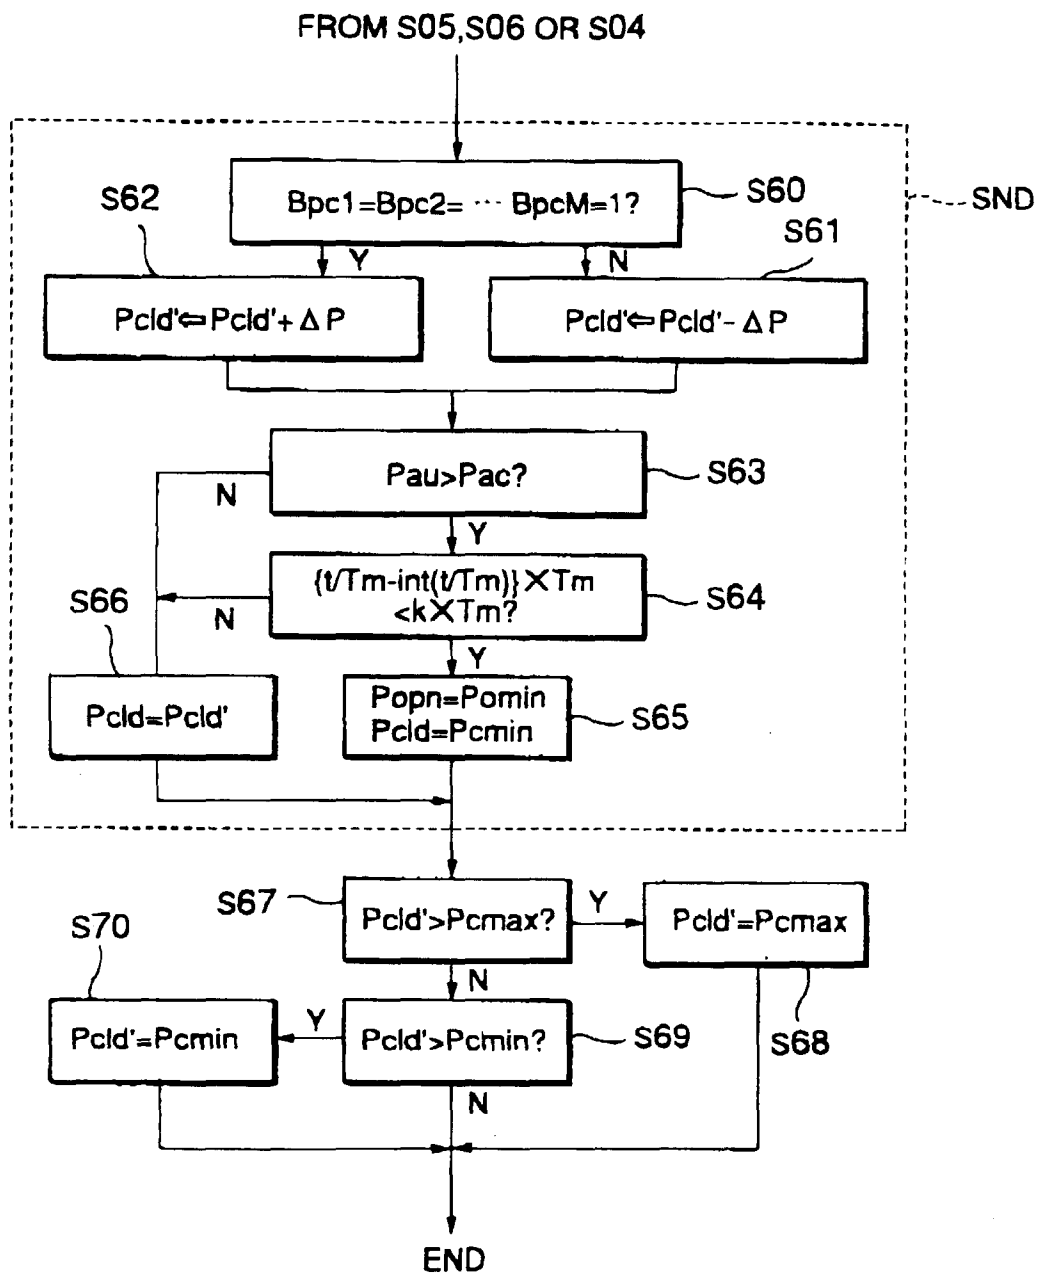 FROM S05,S06 OR S04
Bpc1=Bpc2= ··· BpcM=1?
S60
SND
S62
S61
Y
N
Pcld'⇐Pcld'+ΔP
Pcld'⇐Pcld'-ΔP
Pau>Pac?
S63
N
Y
{t/Tm-int(t/Tm)}×Tm
<k×Tm?
S64
N
Y
S66
Pcld=Pcld'
Popn=Pomin
Pcld=Pcmin
S65
S67
Pcld'>Pcmax?
Y
Pcld'=Pcmax
S68
N
S70
Pcld'=Pcmin
Y
Pcld'>Pcmin?
S69
N
END